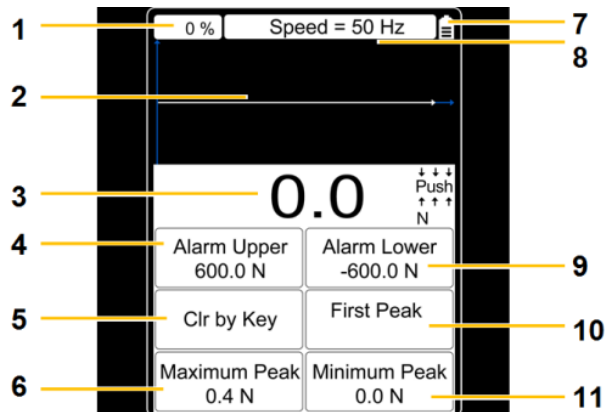 1
0 %
Speed = 50 Hz
7
8
2
3
0.0
Push
N
4
Alarm Upper
600.0 N
Alarm Lower
-600.0 N
9
5
Clr by Key
First Peak
10
6
Maximum Peak
0.4 N
Minimum Peak
0.0 N
11